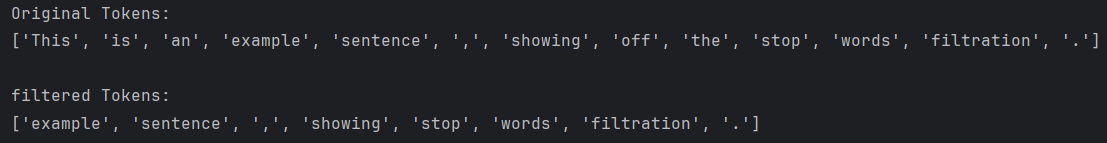 Original Tokens:
['This', 'is', 'an', 'example', 'sentence', ',', 'showing', 'off', 'the', 'stop', 'words', 'filtration', '.']
filtered Tokens:
['example', 'sentence', ',', 'showing', 'stop', 'words', 'filtration', '.']